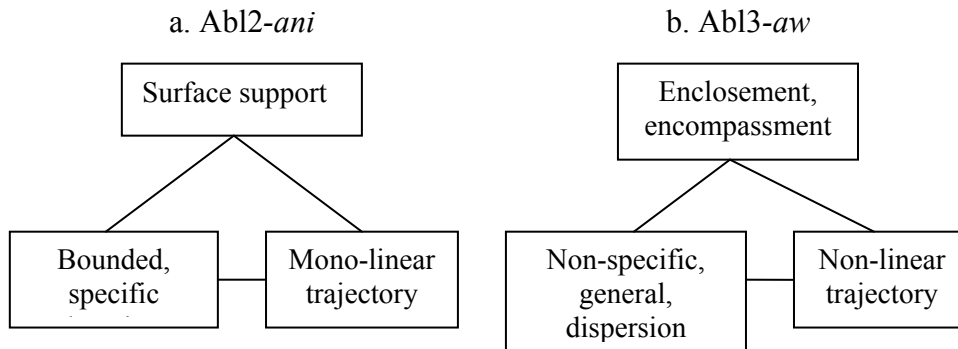 a. Abl2-ani
b. Abl3-aw
Surface support
Enclosement,
encompassment
Bounded,
specific
Mono-linear
trajectory
Non-specific,
general,
dispersion
Non-linear
trajectory